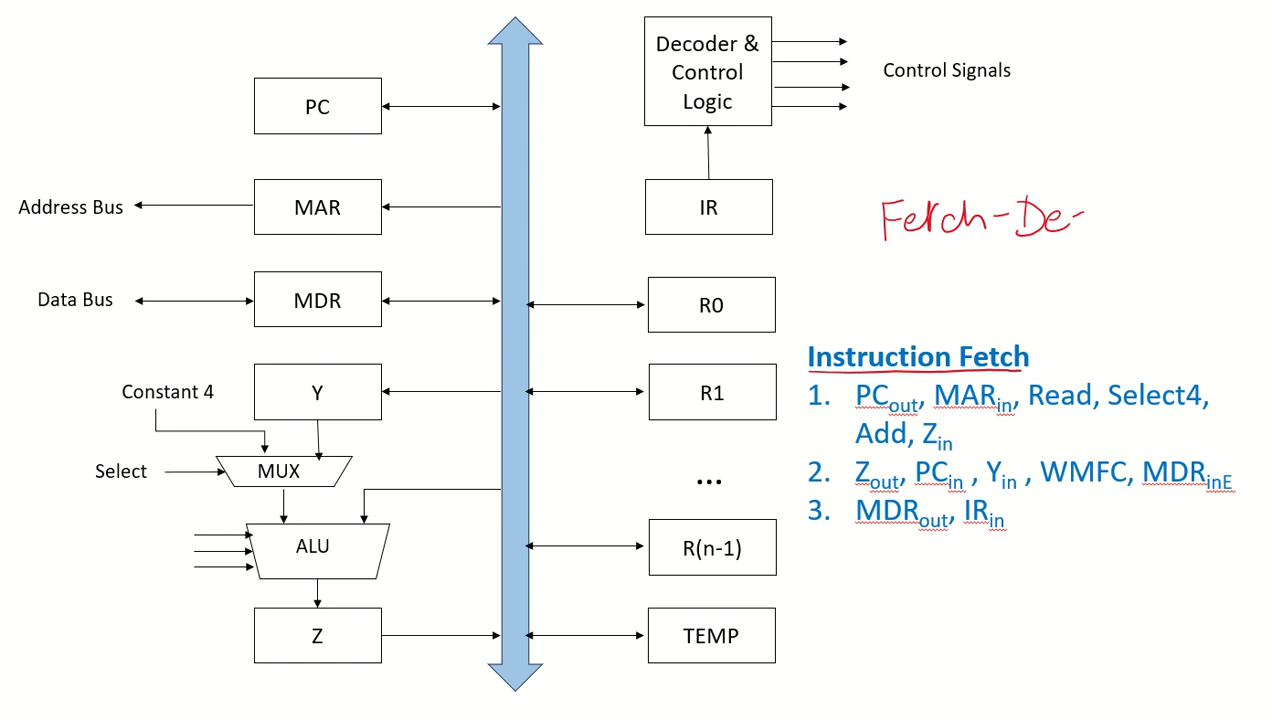 Decoder &
Control
Logic
Control Signals
PC
Address Bus
MAR
IR
Fetch-De-
Data Bus
MDR
R0
Instruction Fetch
Constant 4
Y
R1
1. PCout, MARin, Read, Select4,
Add, Zin
Select
MUX
...
2. Zout, PCin , Yin , WMFC, MDRinE
3. MDRout, IRin
ALU
R(n-1)
Z
TEMP